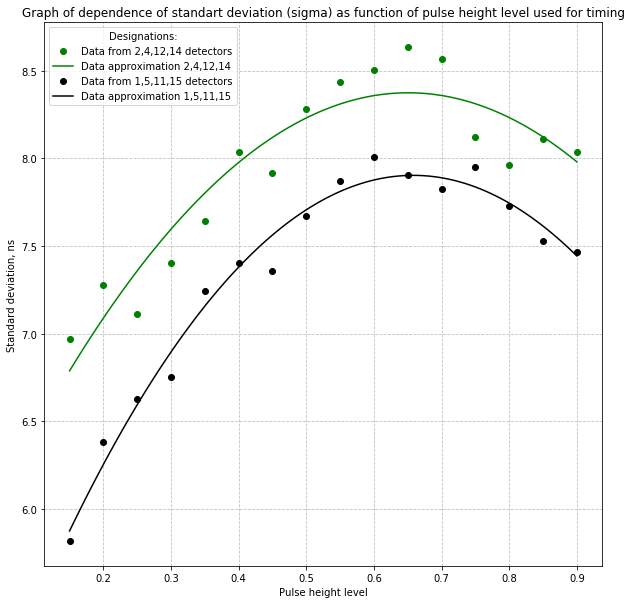 Graph of dependence of standart deviation (sigma) as function of pulse height level used for timing
Designations:
Data from 2,4,12,14 detectors
Data approximation 2,4,12,14
Data from 1,5,11,15 detectors
Data approximation 1,5,11,15
8.5
8.0
7.5
7.0
6.5
6.0
Standard deviation, ns
0.2 0.3 0.4 0.5 0.6 0.7 0.8 0.9
Pulse height level